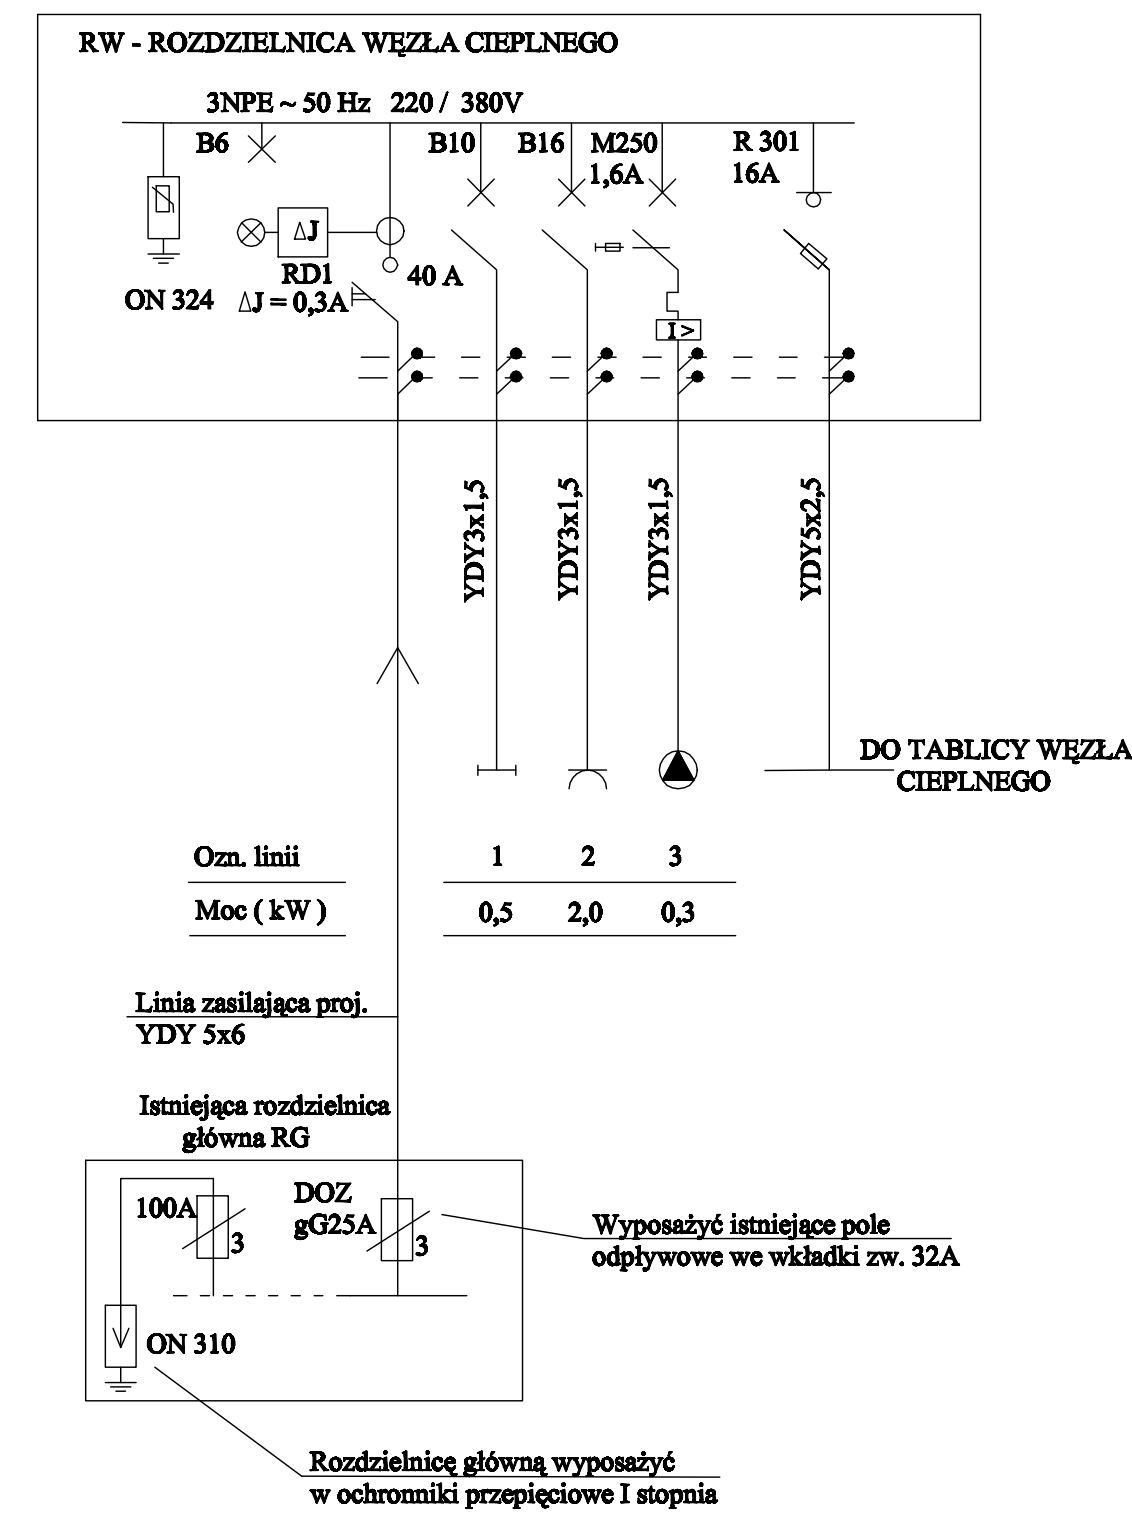 RW - ROZDZIELNICA WĘZŁA CIEPLNEGO
3NPE ~ 50 Hz 220 / 380V
B6
B10
B16
M250
1,6A
R 301
16A
ΔJ
RD1
ΔJ = 0,3A
40 A
ON 324
I >
YDY3x1,5
YDY3x1,5
YDY3x1,5
YDY5x2,5
DO TABLICY WĘZŁA
CIEPLNEGO
Ozn. linii 1 2 3
Moc ( kW ) 0,5 2,0 0,3
Linia zasilająca proj.
YDY 5x6
Istniejąca rozdzielnica
główna RG
100A
3
DOZ
gG25A
3
Wyposażyć istniejące pole
odpływowe we wkładki zw. 32A
ON 310
Rozdzielnicę główną wyposażyć
w ochronniki przepięciowe I stopnia